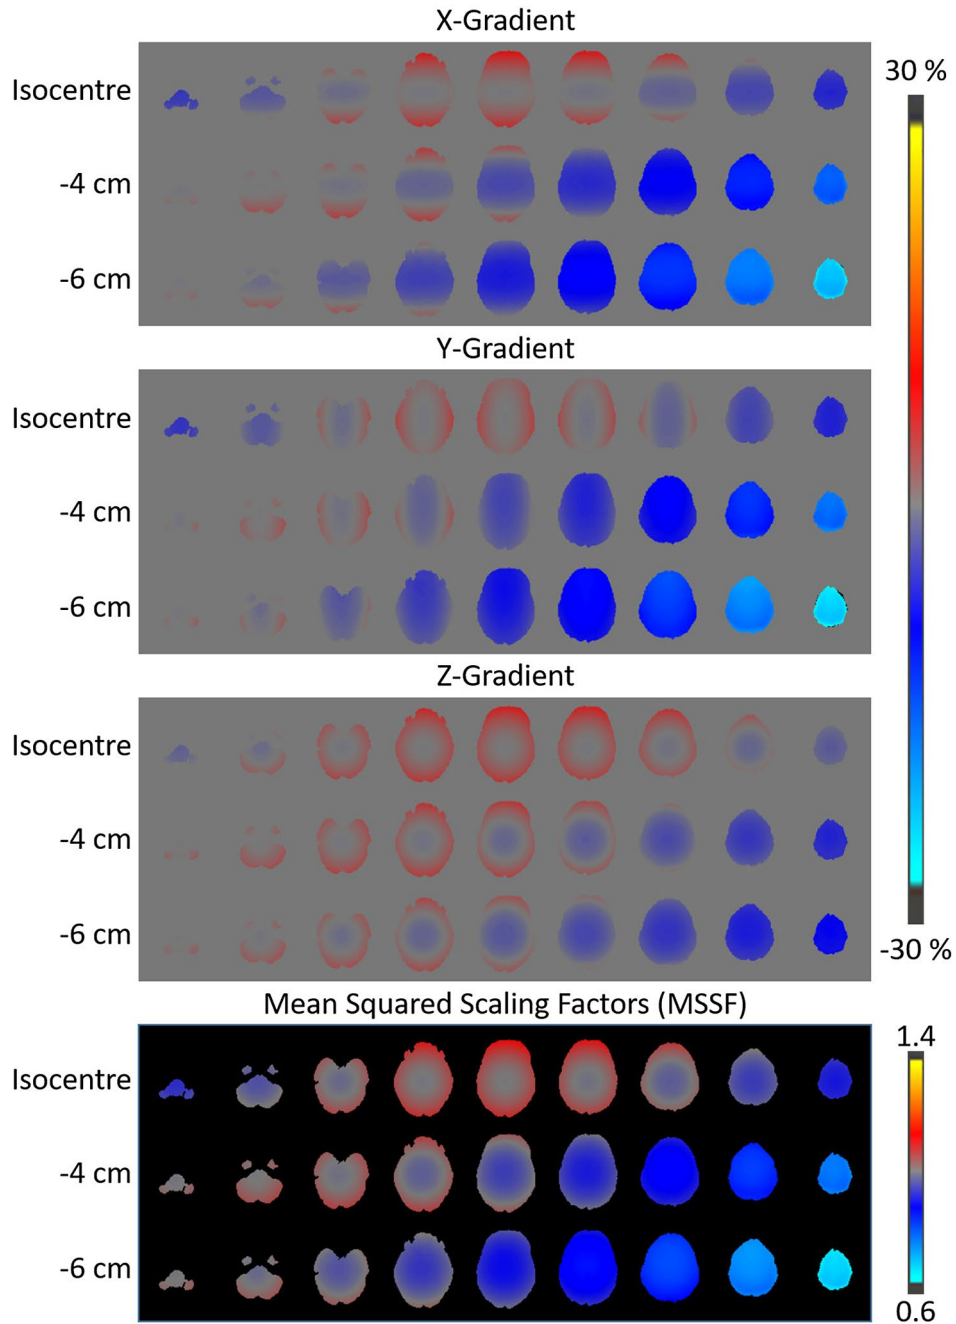 X-Gradient
30 %
Isocentre
-4 cm
-6 cm
Y-Gradient
Isocentre
-4 cm
-6 cm
Z-Gradient
Isocentre
-4 cm
-6 cm
-30 %
Mean Squared Scaling Factors (MSSF)
1.4
Isocentre
-4 cm
-6 cm
0.6